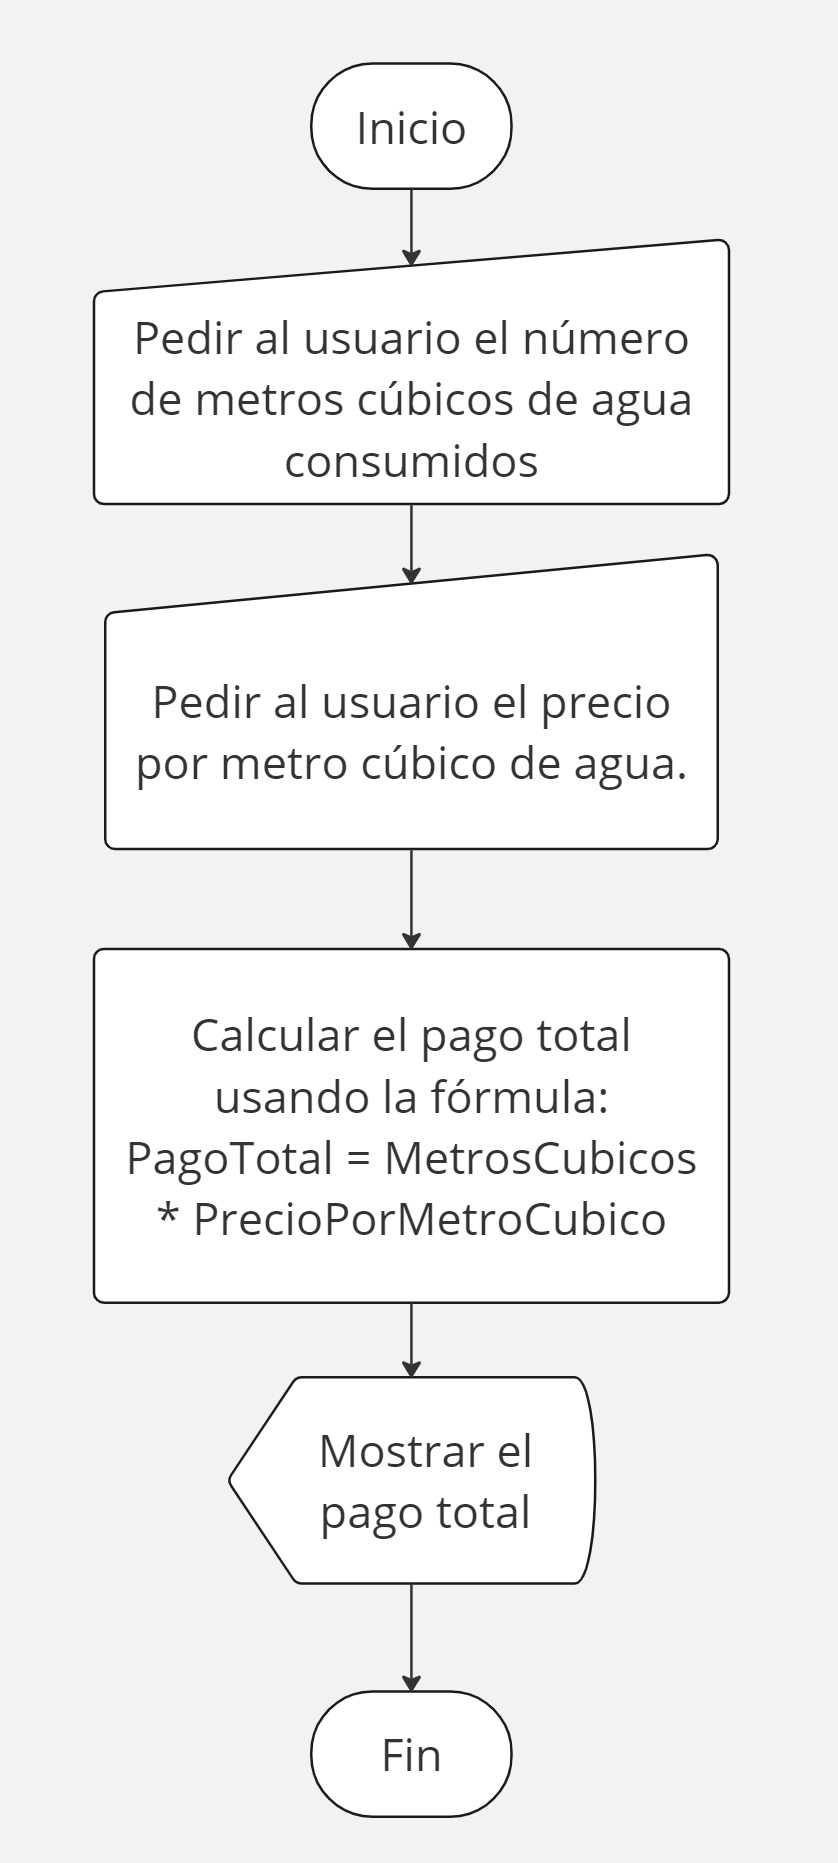 Inicio
Pedir al usuario el número
de metros cúbicos de agua
consumidos
Pedir al usuario el precio
por metro cúbico de agua.
Calcular el pago total
usando la fórmula:
PagoTotal = MetrosCubicos
* PrecioPorMetroCubico
Mostrar el
pago total
Fin